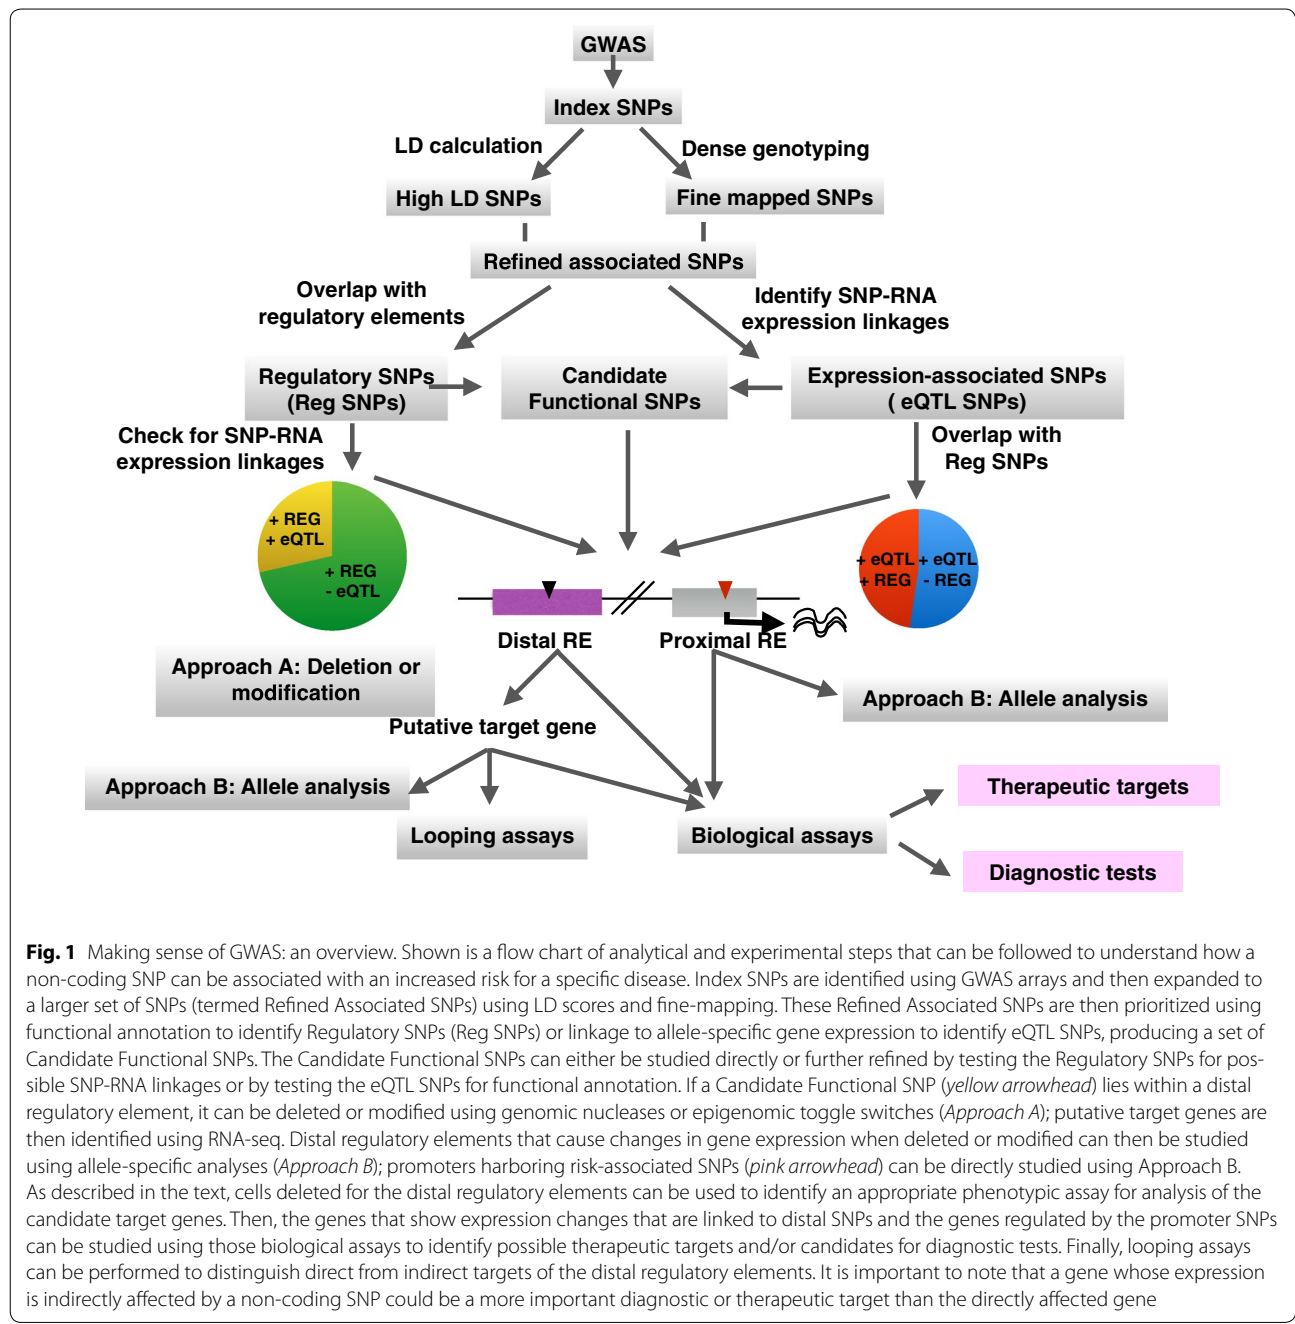 GWAS
Index SNPs
LD calculation
Dense genotyping
High LD SNPs
Fine mapped SNPs
Refined associated SNPs
Overlap with
regulatory elements
Identify SNP-RNA
expression linkages
Regulatory SNPs
(Reg SNPs)
Candidate
Functional SNPs
Expression-associated SNPs
( eQTL SNPs)
Check for SNP-RNA
expression linkages
Overlap with
Reg SNPs
+ REG
+ eQTL
+ REG
- eQTL
+ eQTL
+ REG
+ eQTL
- REG
Distal RE
Proximal RE
Approach A: Deletion or
modification
Approach B: Allele analysis
Putative target gene
Approach B: Allele analysis
Looping assays
Biological assays
Therapeutic targets
Diagnostic tests
Fig. 1 Making sense of GWAS: an overview. Shown is a flow chart of analytical and experimental steps that can be followed to understand how a
non-coding SNP can be associated with an increased risk for a specific disease. Index SNPs are identified using GWAS arrays and then expanded to
a larger set of SNPs (termed Refined Associated SNPs) using LD scores and fine-mapping. These Refined Associated SNPs are then prioritized using
functional annotation to identify Regulatory SNPs (Reg SNPs) or linkage to allele-specific gene expression to identify eQTL SNPs, producing a set of
Candidate Functional SNPs. The Candidate Functional SNPs can either be studied directly or further refined by testing the Regulatory SNPs for pos-
sible SNP-RNA linkages or by testing the eQTL SNPs for functional annotation. If a Candidate Functional SNP (yellow arrowhead) lies within a distal
regulatory element, it can be deleted or modified using genomic nucleases or epigenomic toggle switches (Approach A); putative target genes are
then identified using RNA-seq. Distal regulatory elements that cause changes in gene expression when deleted or modified can then be studied
using allele-specific analyses (Approach B); promoters harboring risk-associated SNPs (pink arrowhead) can be directly studied using Approach B.
As described in the text, cells deleted for the distal regulatory elements can be used to identify an appropriate phenotypic assay for analysis of the
candidate target genes. Then, the genes that show expression changes that are linked to distal SNPs and the genes regulated by the promoter SNPs
can be studied using those biological assays to identify possible therapeutic targets and/or candidates for diagnostic tests. Finally, looping assays
can be performed to distinguish direct from indirect targets of the distal regulatory elements. It is important to note that a gene whose expression
is indirectly affected by a non-coding SNP could be a more important diagnostic or therapeutic target than the directly affected gene